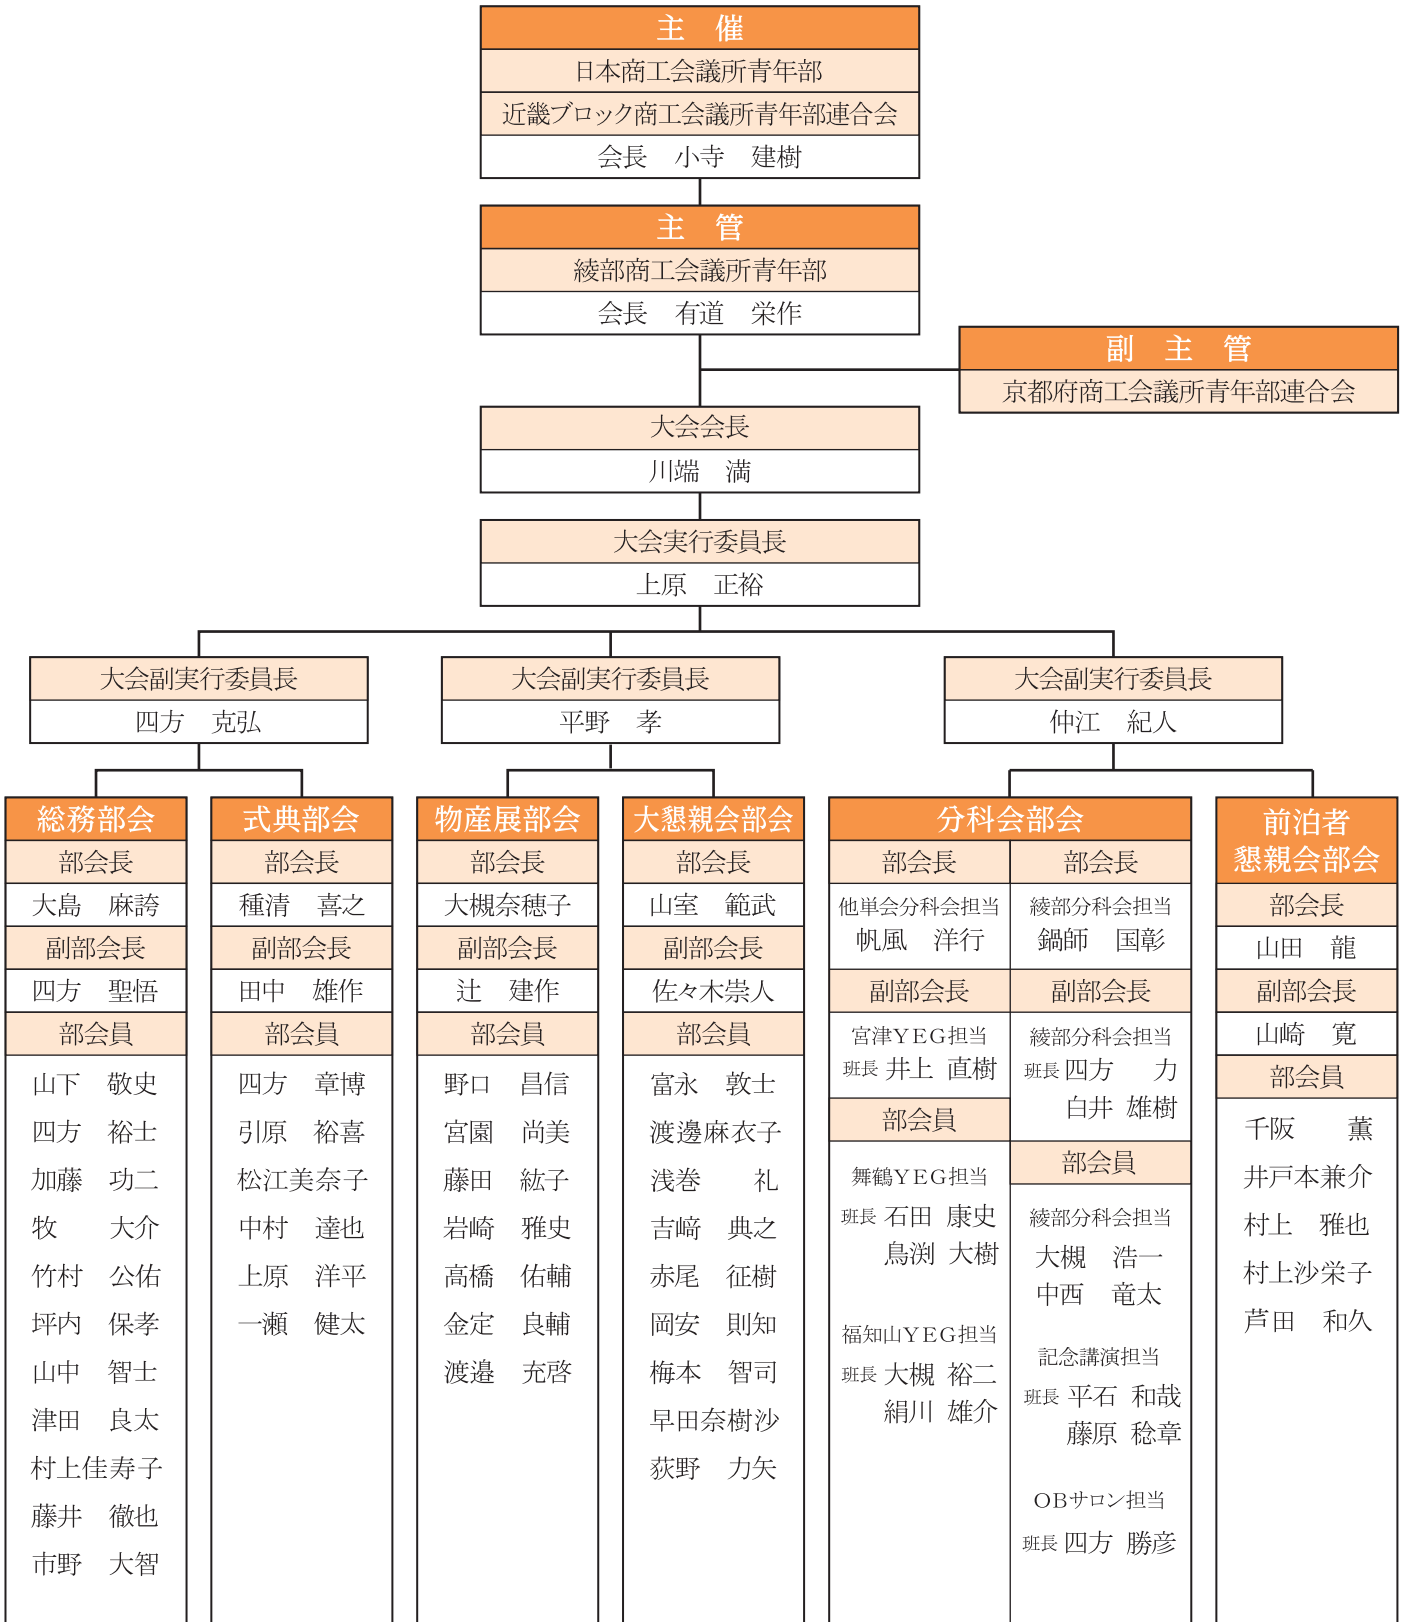 主　催
日本商工会議所青年部
近畿ブロック商工会議所青年部連合会
会長　小寺　建樹
主　管
綾部商工会議所青年部
会長　有道　栄作
副　主　管
京都府商工会議所青年部連合会
大会会長
川端　満
大会実行委員長
上原　正裕
大会副実行委員長
四方　克弘
大会副実行委員長
平野　孝
大会副実行委員長
仲江　紀人
総務部会
部会長
大島　麻誇
副部会長
四方　聖悟
部会員
山下　敬史
四方　裕士
加藤　功二
牧　　大介
竹村　公佑
坪内　保孝
山中　智士
津田　良太
村上佳寿子
藤井　徹也
市野　大智
式典部会
部会長
種清　喜之
副部会長
田中　雄作
部会員
四方　章博
引原　裕喜
松江美奈子
中村　達也
上原　洋平
一瀬　健太
物産展部会
部会長
大槻奈穂子
副部会長
辻　建作
部会員
野口　昌信
宮園　尚美
藤田　紘子
岩崎　雅史
高橋　佑輔
金定　良輔
渡邉　充啓
大懇親会部会
部会長
山室　範武
副部会長
佐々木崇人
部会員
富永　敦士
渡邊麻衣子
浅巻　　礼
吉﨑　典之
赤尾　征樹
岡安　則知
梅本　智司
早田奈樹沙
荻野　力矢
分科会部会
部会長
他単会分科会担当
帆風　洋行
副部会長
宮津YEG担当
班長 井上 直樹
部会員
舞鶴YEG担当
班長 石田 康史
鳥渕 大樹
福知山YEG担当
班長 大槻 裕二
絹川 雄介
部会長
綾部分科会担当
鍋師　国彰
副部会長
綾部分科会担当
班長 四方　力
白井 雄樹
部会員
綾部分科会担当
大槻　浩一
中西　竜太
記念講演担当
班長 平石 和哉
藤原 稔章
OBサロン担当
班長 四方 勝彦
前泊者
懇親会部会
部会長
山田　龍
副部会長
山崎　寛
部会員
千阪　　薫
井戸本兼介
村上　雅也
村上沙栄子
芦田　和久